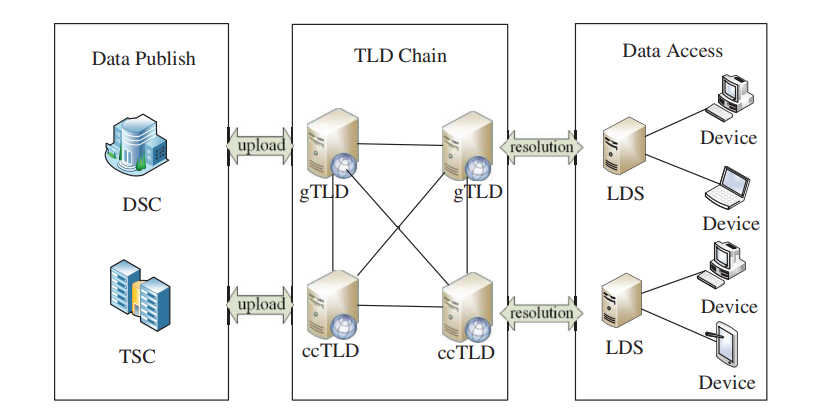 Data Publish
TLD Chain
Data Access
upload
resolution
Device
gTLD
gTLD
LDS
DSC
Device
upload
resolution
Device
ccTLD
ccTLD
LDS
TSC
Device